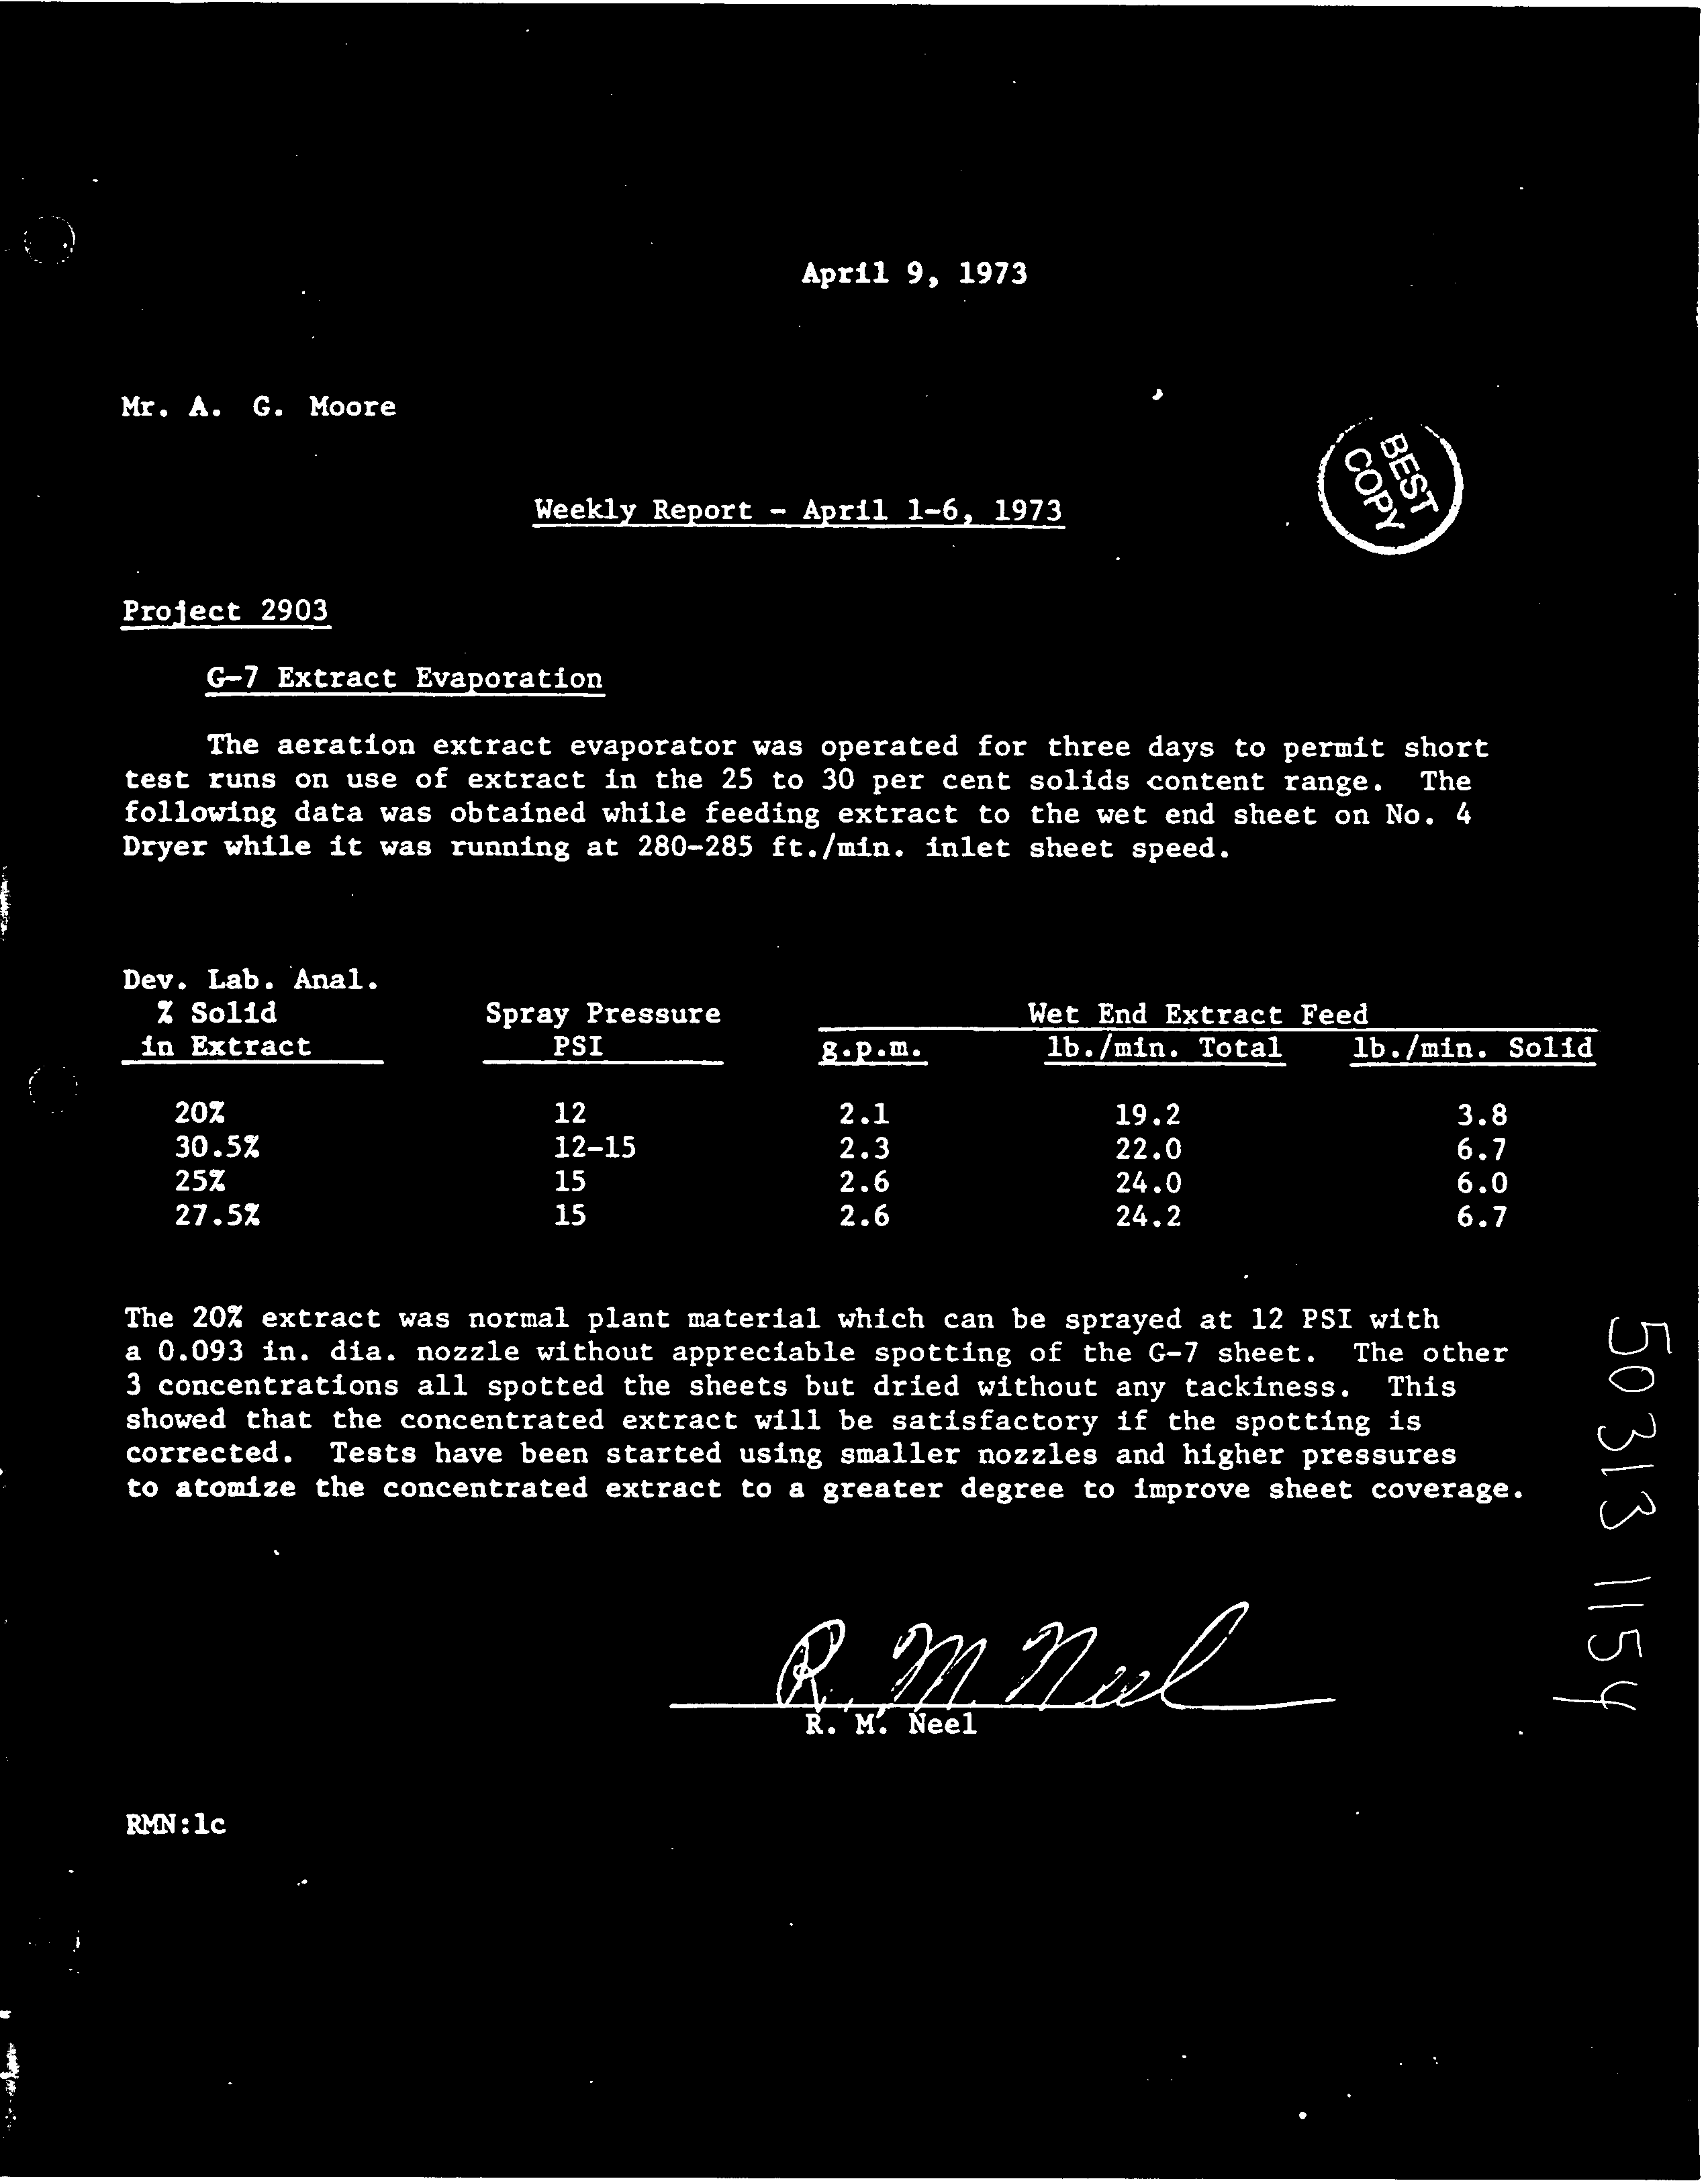 April 9, 1973
Mr. A. G. Moore
BEST
COPY
Weekly Report - April 1-6, 1973
Project 2903
G-7 Extract Evaporation
The aeration extract evaporator was operated for three days to permit short
test runs on use of extract in the 25 to 30 per cent solids content range. The
following data was obtained while feeding extract to the wet end sheet on No. 4
Dryer while it was running at 280-285 ft./min. inlet sheet speed.
Dev. Lab. Anal.
% Solid Spray Pressure Wet End Extract Feed
in Extract PSI g.p.m. lb./min. Total lb./min. Solid
20% 12 2.1 19.2 3.8
30.5% 12-15 2.3 22.0 6.7
25% 15 2.6 24.0 6.0
27.5% 15 2.6 24.2 6.7
The 20% extract was normal plant material which can be sprayed at 12 PSI with
a 0.093 in. dia. nozzle without appreciable spotting of the G-7 sheet. The other
3 concentrations all spotted the sheets but dried without any tackiness. This
showed that the concentrated extract will be satisfactory if the spotting is
corrected. Tests have been started using smaller nozzles and higher pressures
to atomize the concentrated extract to a greater degree to improve sheet coverage.
R. M. Neel
R. M. Neel
RMN:lc
50313 1154